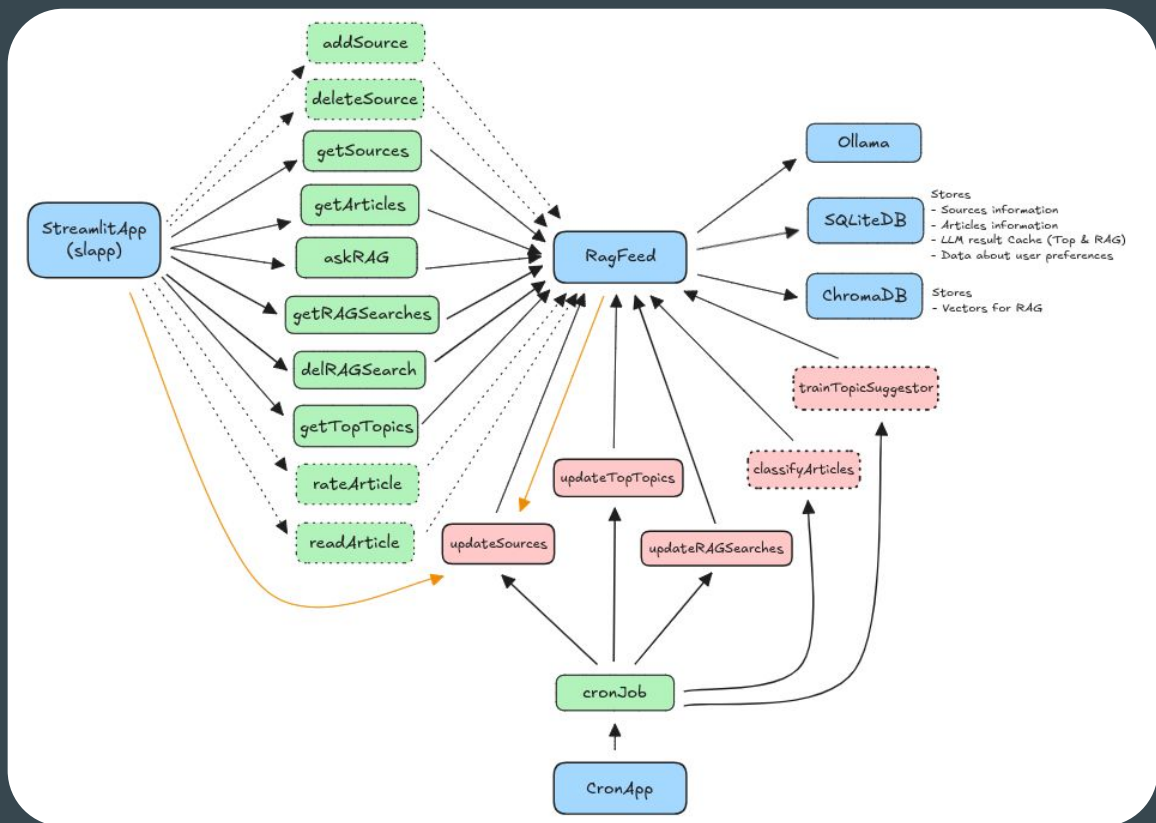 addSource
deleteSource
getSources
getArticles
askRAG
getRAGSearches
delRAGSearch
getTopTopics
rateArticle
readArticle
StreamlitApp
(slapp)
RagFeed
Ollama
SQLiteDB
Stores
- Sources information
- Articles information
- LLM result Cache (Top & RAG)
- Data about user preferences
ChromaDB
Stores
- Vectors for RAG
trainTopicSuggestor
classifyArticles
updateTopTopics
updateSources
updateRAGSearches
cronJob
CronApp